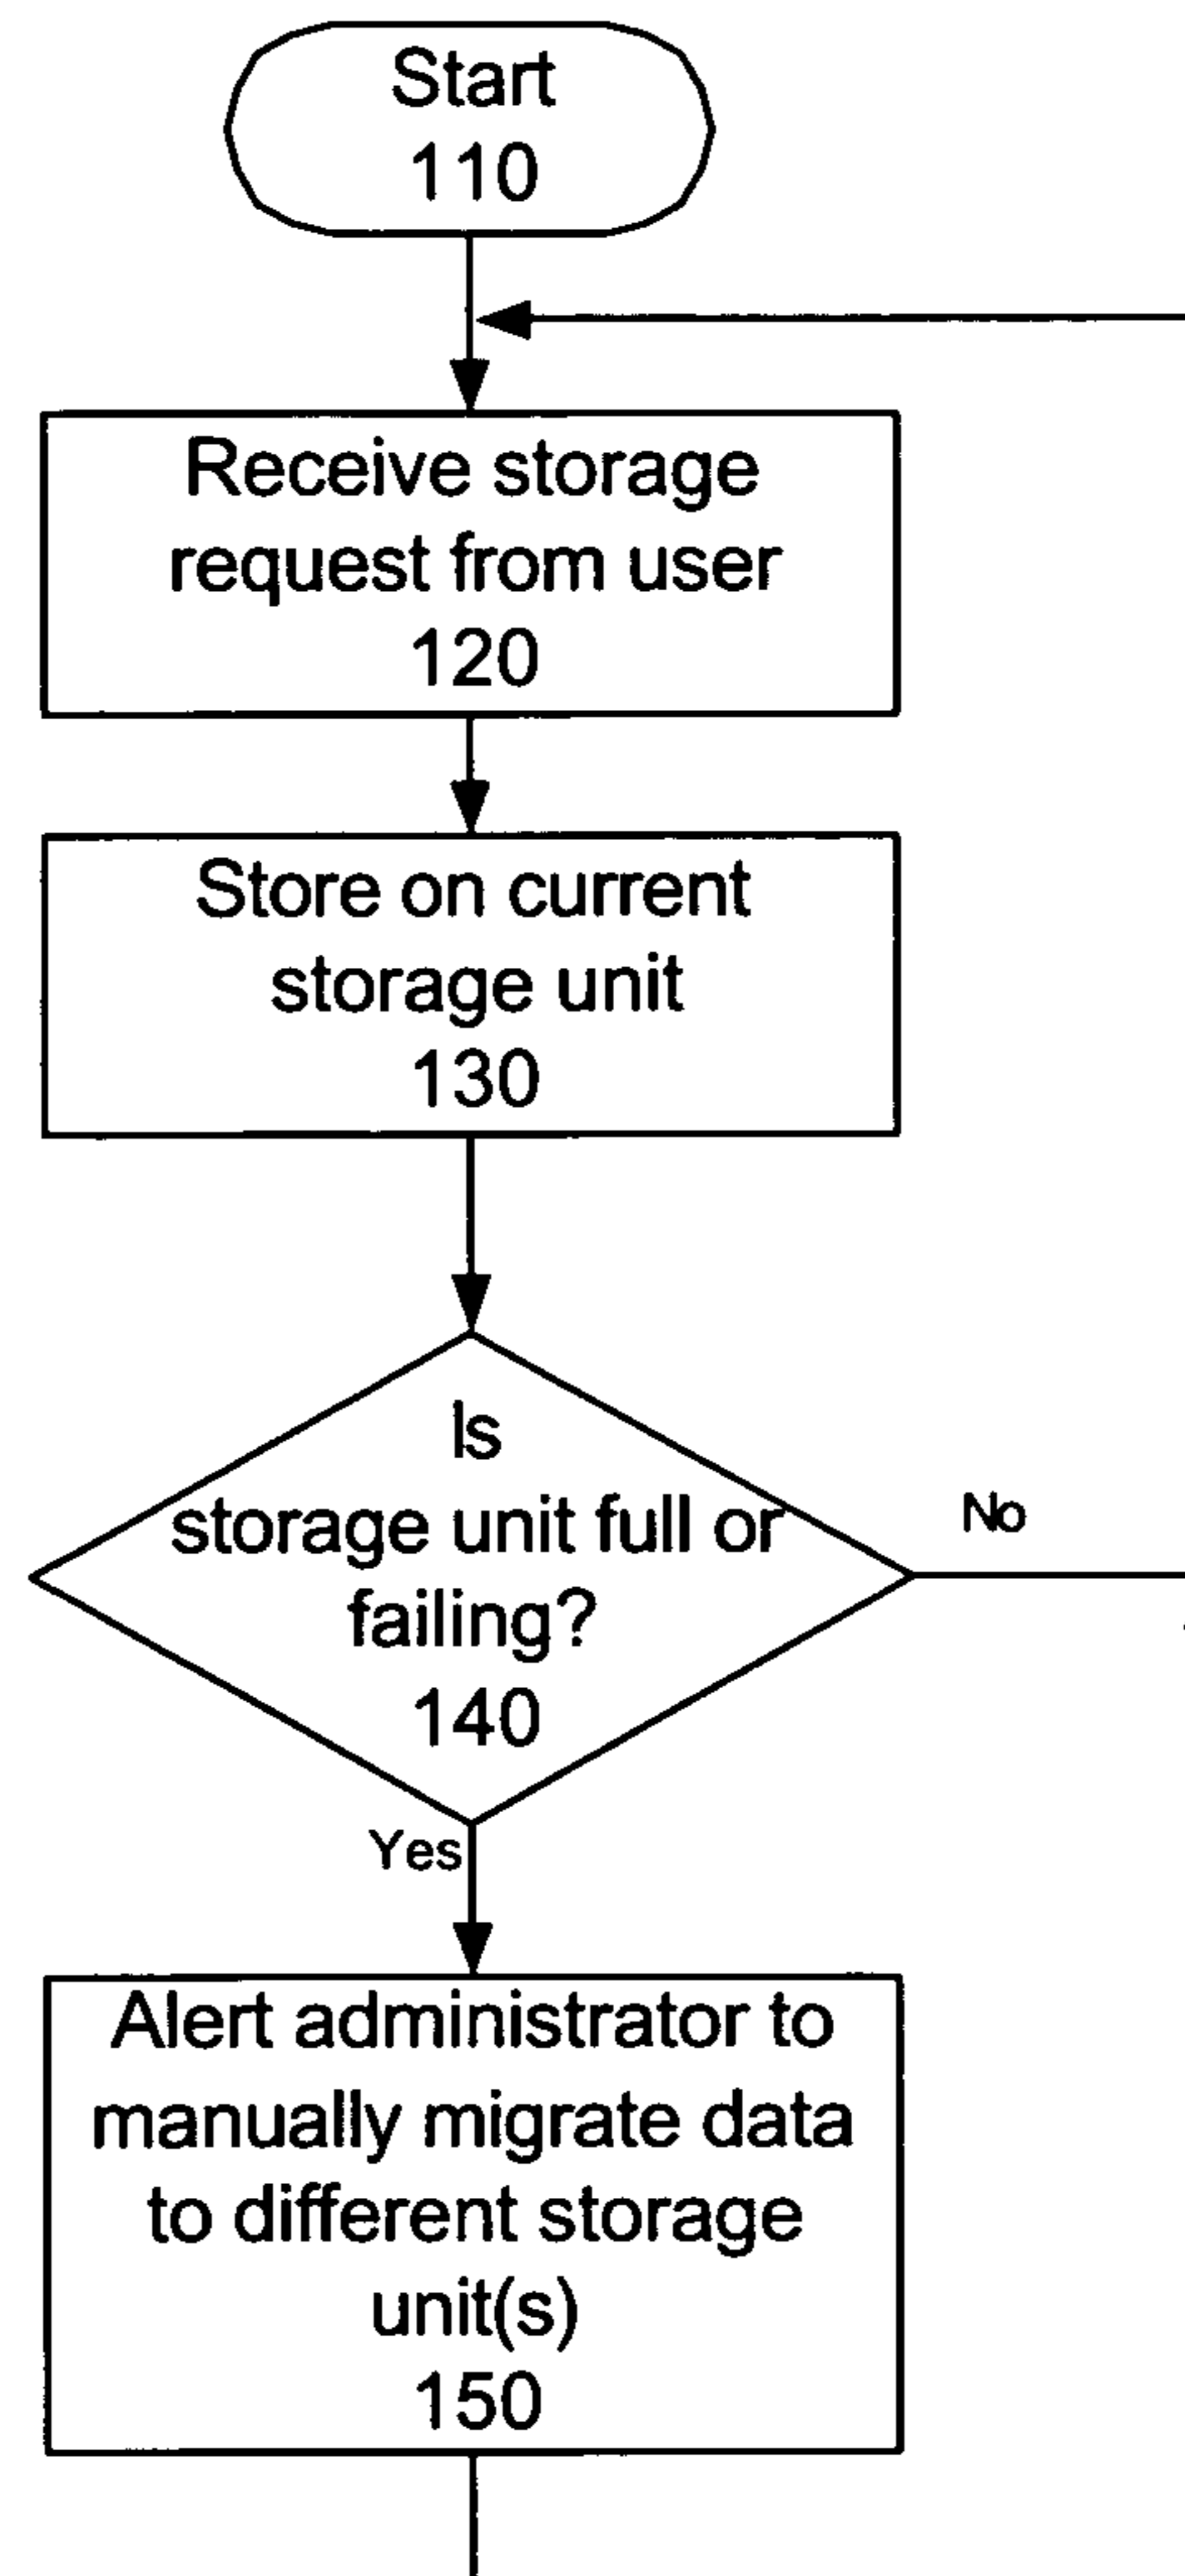 Start
110
Receive storage
request from user
120
Store on current
storage unit
130
Is
storage unit full or
failing?
140
No
Yes
Alert administrator to
manually migrate data
to different storage
unit(s)
150